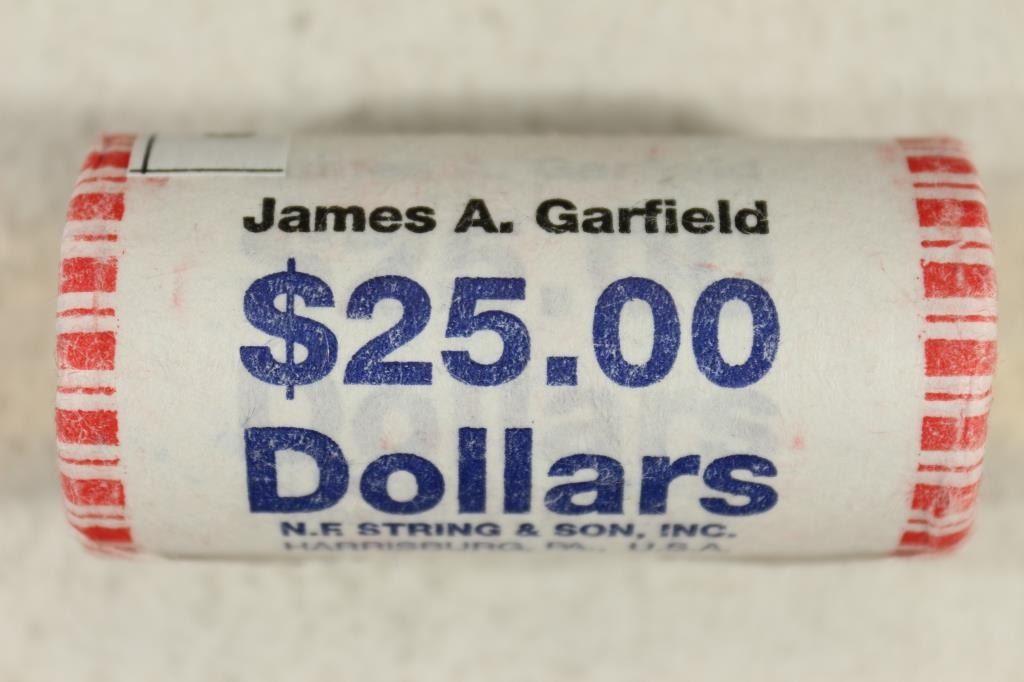 James A. Garfield
$25.00
Dollars
N.F. STRING & SON, INC.
HARRISBURG, PA., U.S.A.